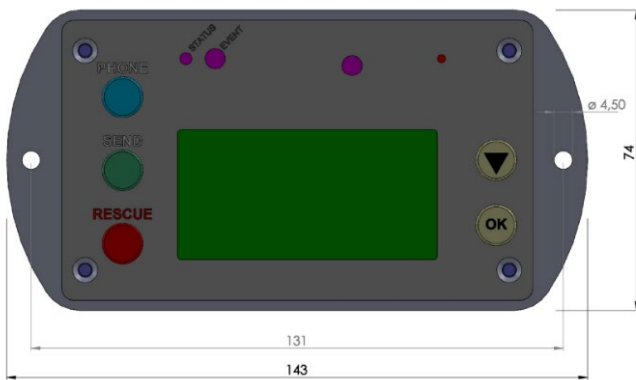 STATUS
EVENT
PHONE
SEND
RESCUE
OK
ø 4,50
74
131
143